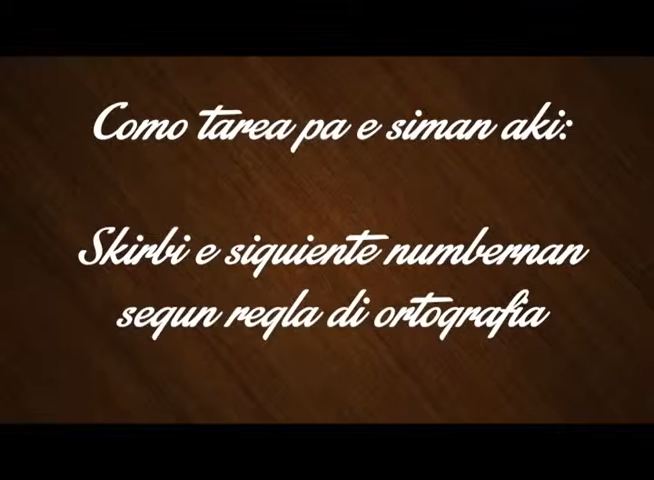 Como tarea pa e siman aki:
Skirbi e siguiente numbernan
segun regla di ortografia